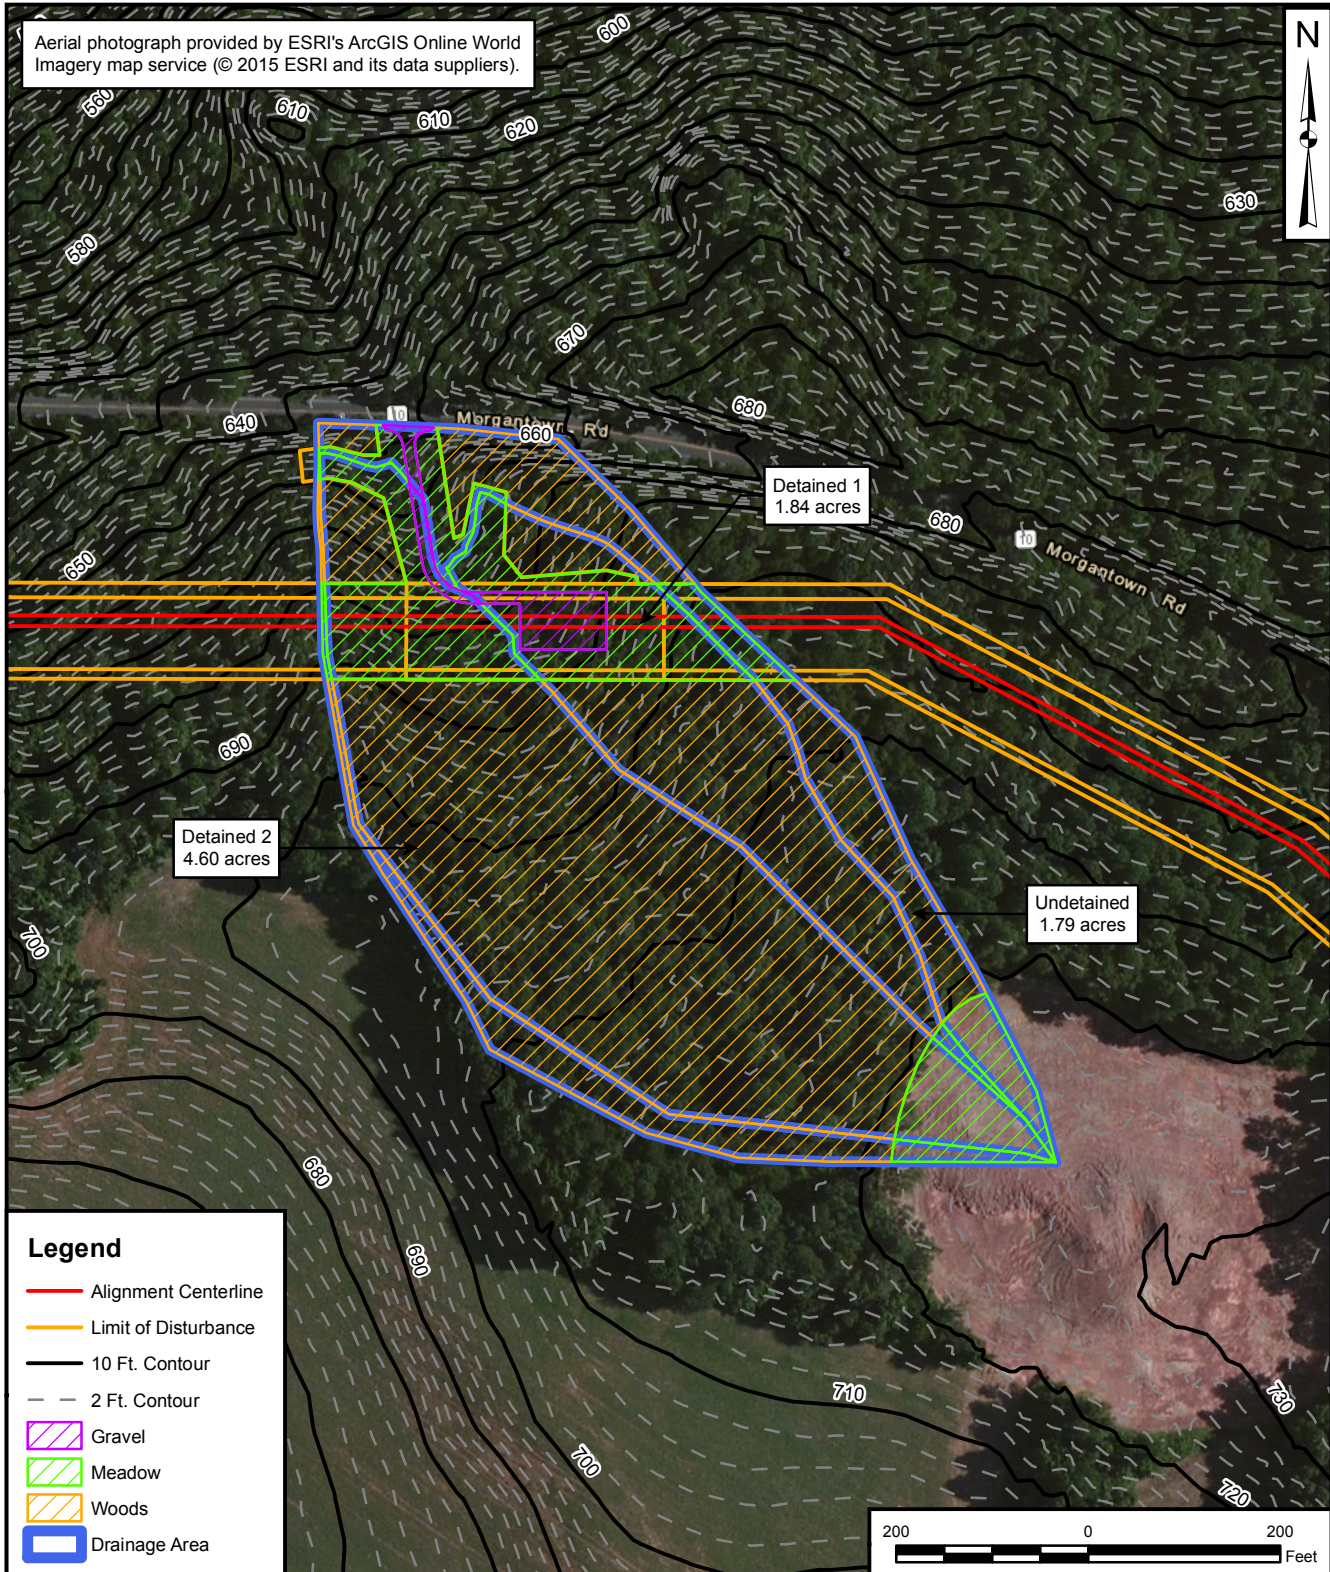 Aerial photograph provided by ESRI's ArcGIS Online World
Imagery map service (© 2015 ESRI and its data suppliers).
N
600
560
610
610
620
630
580
670
680
640
10
Morgantown Rd
660
Detained 1
1.84 acres
680
10
Morgantown Rd
650
690
Detained 2
4.60 acres
Undetained
1.79 acres
700
680
690
710
700
730
720
Legend
Alignment Centerline
Limit of Disturbance
10 Ft. Contour
2 Ft. Contour
Gravel
Meadow
Woods
Drainage Area
200 0 200
Feet